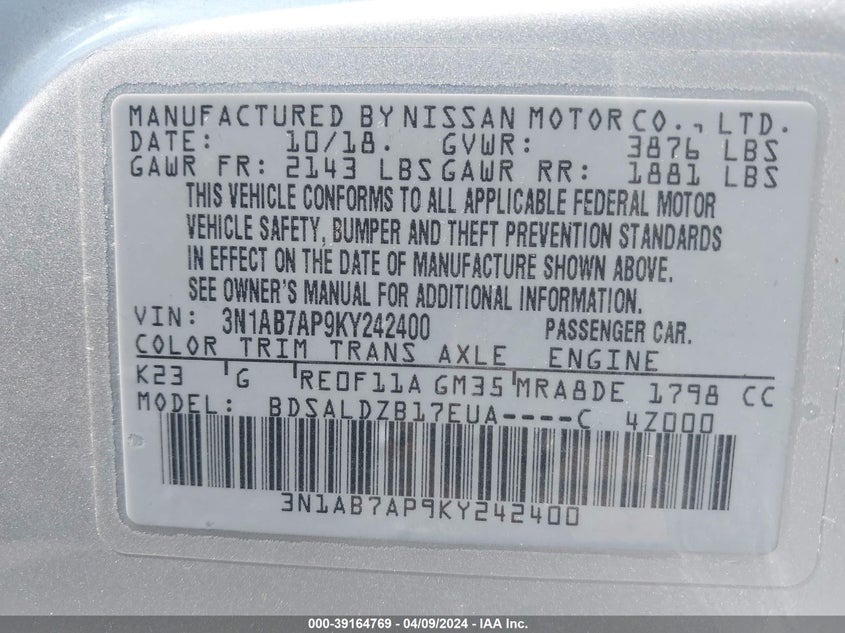 MANUFACTURED BY NISSAN MOTOR CO., LTD.
DATE: 10/18. GVWR: 3876 LBS
GAWR FR: 2143 LBS GAWR RR: 1881 LBS
THIS VEHICLE CONFORMS TO ALL APPLICABLE FEDERAL MOTOR
VEHICLE SAFETY, BUMPER AND THEFT PREVENTION STANDARDS
IN EFFECT ON THE DATE OF MANUFACTURE SHOWN ABOVE.
SEE OWNER'S MANUAL FOR ADDITIONAL INFORMATION.
VIN: 3N1AB7AP9KY242400 PASSENGER CAR.
COLOR TRIM TRANS AXLE ENGINE
K23 G RE0F11A GM35 MRA8DE 1798 CC
MODEL: BDSALDZB17EUA----C 4Z000
3N1AB7AP9KY242400
000-39164769 | 04/09/2024 | IAA Inc.